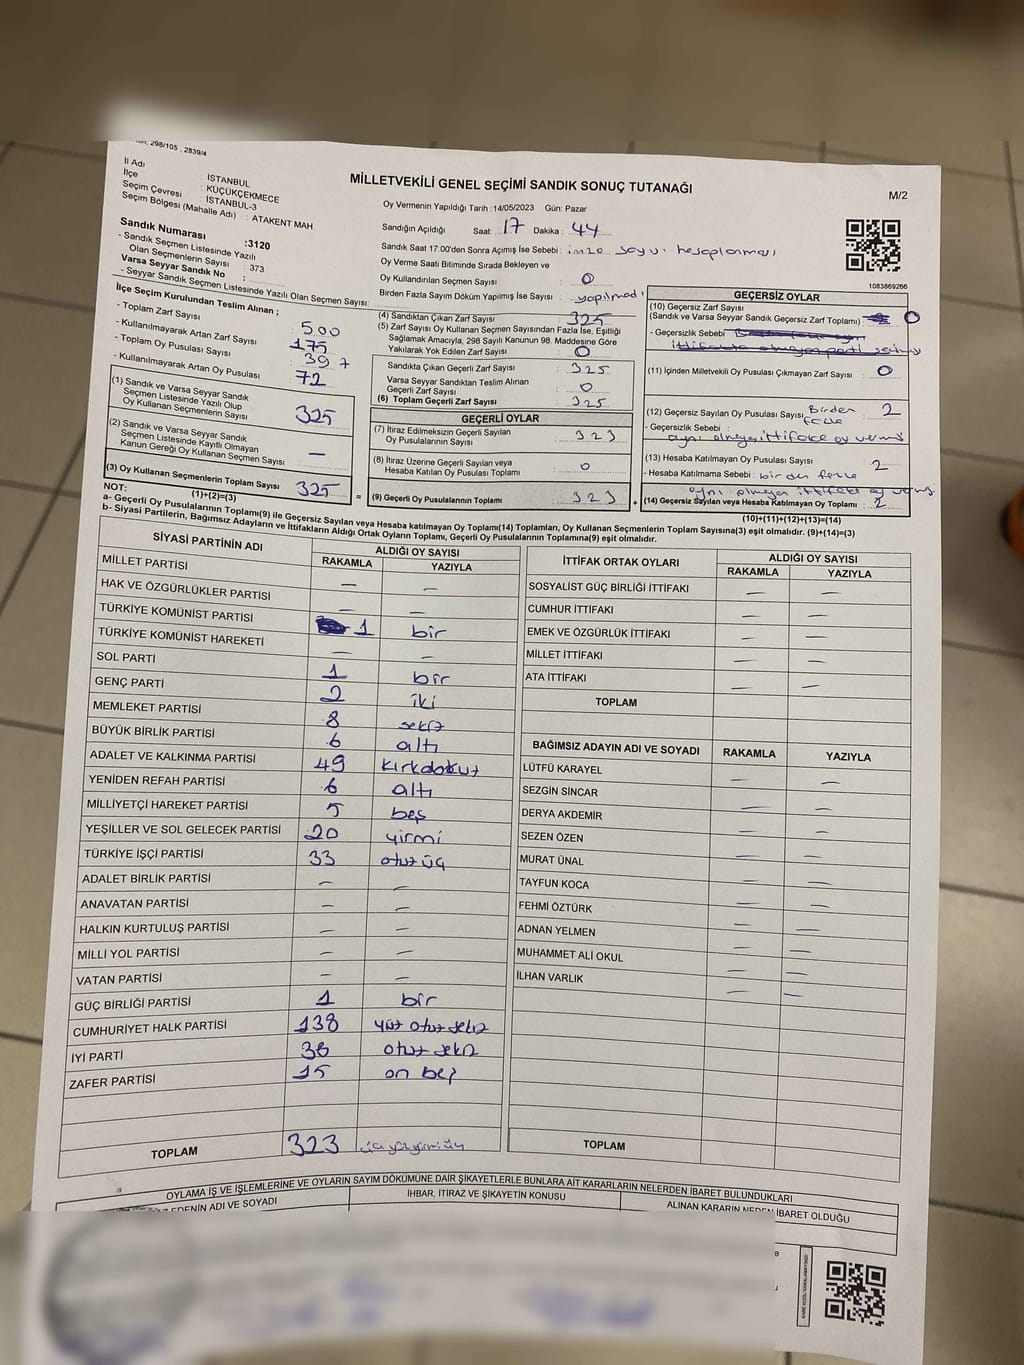 298/105 . 2839/4
İl Adı : İSTANBUL
İlçe : KÜÇÜKÇEKMECE
Seçim Çevresi : İSTANBUL-3
Seçim Bölgesi (Mahalle Adı) : ATAKENT MAH
MİLLETVEKİLİ GENEL SEÇİMİ SANDIK SONUÇ TUTANAĞI
M/2
Sandık Numarası :3120
- Sandık Seçmen Listesinde Yazılı
Olan Seçmenlerin Sayısı : 373
Varsa Seyyar Sandık No :
- Seyyar Sandık Seçmen Listesinde Yazılı Olan Seçmen Sayısı:
İlçe Seçim Kurulundan Teslim Alınan ;
- Toplam Zarf Sayısı : 500
- Kullanılmayarak Artan Zarf Sayısı : 175
- Toplam Oy Pusulası Sayısı : 397
- Kullanılmayarak Artan Oy Pusulası : 72
(1) Sandık ve Varsa Seyyar Sandık
Seçmen Listesinde Yazılı Olup
Oy Kullanan Seçmenlerin Sayısı : 325
(2) Sandık ve Varsa Seyyar Sandık
Seçmen Listesinde Kayıtlı Olmayan
Kanun Gereği Oy Kullanan Seçmen Sayısı : —
(3) Oy Kullanan Seçmenlerin Toplam Sayısı : 325
(1)+(2)=(3)
Oy Vermenin Yapıldığı Tarih :14/05/2023 Gün: Pazar
Sandığın Açıldığı Saat: 17 Dakika : 44
Sandık Saat 17.00'den Sonra Açımış İse Sebebi : imza sayısı hesaplanması
Oy Verme Saati Bitiminde Sırada Bekleyen ve
Oy Kullandırılan Seçmen Sayısı : 0
Birden Fazla Sayım Döküm Yapılmış İse Sayısı : yapılmadı
(4) Sandıktan Çıkan Zarf Sayısı : 325
(5) Zarf Sayısı Oy Kullanan Seçmen Sayısından Fazla İse, Eşitliği
Sağlamak Amacıyla, 298 Sayılı Kanunun 98. Maddesine Göre
Yakılarak Yok Edilen Zarf Sayısı : 0
Sandıkta Çıkan Geçerli Zarf Sayısı : 325
Varsa Seyyar Sandıktan Teslim Alınan
Geçerli Zarf Sayısı : 0
(6) Toplam Geçerli Zarf Sayısı : 325
GEÇERLİ OYLAR
(7) İtiraz Edilmeksizin Geçerli Sayılan
Oy Pusulalarının Sayısı : 323
(8) İtiraz Üzerine Geçerli Sayılan veya
Hesaba Katılan Oy Pusulası Toplamı : 0
= (9) Geçerli Oy Pusulalarının Toplamı : 323 +
1083869266
GEÇERSİZ OYLAR
(10) Geçersiz Zarf Sayısı
(Sandık ve Varsa Seyyar Sandık Geçersiz Zarf Toplamı) : 0
- Geçersizlik Sebebi :
(11) İçinden Milletvekili Oy Pusulası Çıkmayan Zarf Sayısı : 0
(12) Geçersiz Sayılan Oy Pusulası Sayısı : Birden 2
- Geçersizlik Sebebi : fazla
aynı olmayan ittifaka oy vermiş
(13) Hesaba Katılmayan Oy Pusulası Sayısı : 2
- Hesaba Katılmama Sebebi : birden fazla
aynı olmayan ittifaka oy vermiş
(14) Geçersiz Sayılan veya Hesaba Katılmayan Oy Toplamı : 2
(10)+(11)+(12)+(13)=(14)
NOT:
a- Geçerli Oy Pusulalarının Toplamı(9) ile Geçersiz Sayılan veya Hesaba katılmayan Oy Toplamı(14) Toplamları, Oy Kullanan Seçmenlerin Toplam Sayısına(3) eşit olmalıdır. (9)+(14)=(3)
b- Siyasi Partilerin, Bağımsız Adayların ve İttifakların Aldığı Ortak Oyların Toplamı, Geçerli Oy Pusulalarının Toplamına(9) eşit olmalıdır.
SİYASİ PARTİNİN ADI ALDIĞI OY SAYISI
RAKAMLA YAZIYLA
MİLLET PARTİSİ — —
HAK VE ÖZGÜRLÜKLER PARTİSİ — —
TÜRKİYE KOMÜNİST PARTİSİ 1 bir
TÜRKİYE KOMÜNİST HAREKETİ — —
SOL PARTİ 1 bir
GENÇ PARTİ 2 iki
MEMLEKET PARTİSİ 8 sekiz
BÜYÜK BİRLİK PARTİSİ 6 altı
ADALET VE KALKINMA PARTİSİ 49 kırkdokuz
YENİDEN REFAH PARTİSİ 6 altı
MİLLİYETÇİ HAREKET PARTİSİ 5 beş
YEŞİLLER VE SOL GELECEK PARTİSİ 20 yirmi
TÜRKİYE İŞÇİ PARTİSİ 33 otuz üç
ADALET BİRLİK PARTİSİ — —
ANAVATAN PARTİSİ — —
HALKIN KURTULUŞ PARTİSİ — —
MİLLİ YOL PARTİSİ — —
VATAN PARTİSİ — —
GÜÇ BİRLİĞİ PARTİSİ 1 bir
CUMHURİYET HALK PARTİSİ 138 yüz otuz sekiz
İYİ PARTİ 38 otuz sekiz
ZAFER PARTİSİ 15 on beş
TOPLAM 323 üçyüzyirmiüç
İTTİFAK ORTAK OYLARI ALDIĞI OY SAYISI
RAKAMLA YAZIYLA
SOSYALİST GÜÇ BİRLİĞİ İTTİFAKI — —
CUMHUR İTTİFAKI — —
EMEK VE ÖZGÜRLÜK İTTİFAKI — —
MİLLET İTTİFAKI — —
ATA İTTİFAKI — —
TOPLAM
BAĞIMSIZ ADAYIN ADI VE SOYADI RAKAMLA YAZIYLA
LÜTFÜ KARAYEL — —
SEZGİN SİNCAR — —
DERYA AKDEMİR — —
SEZEN ÖZEN — —
MURAT ÜNAL — —
TAYFUN KOCA — —
FEHMİ ÖZTÜRK — —
ADNAN YELMEN — —
MUHAMMET ALİ OKUL — —
İLHAN VARLIK — —
TOPLAM
OYLAMA İŞ VE İŞLEMLERİNE VE OYLARIN SAYIM DÖKÜMÜNE DAİR ŞİKAYETLERLE BUNLARA AİT KARARLARIN NELERDEN İBARET BULUNDUKLARI
EDENİN ADI VE SOYADI İHBAR, İTİRAZ VE ŞİKAYETİN KONUSU ALINAN KARARIN NEDEN İBARET OLDUĞU